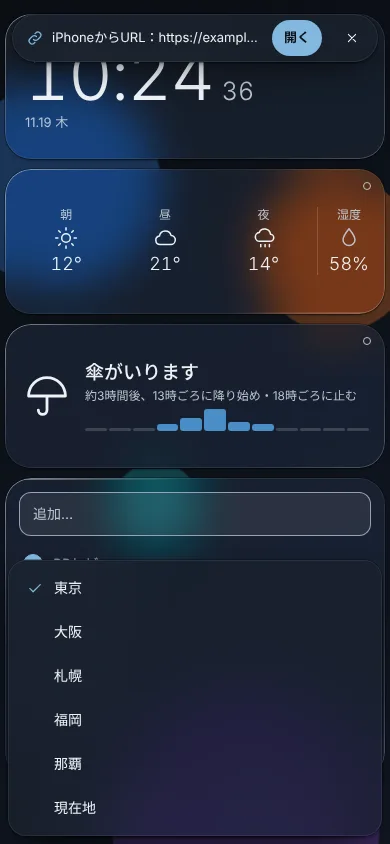 iPhoneからURL：https://exampl...
開く
10:24 36
11.19 木
朝 昼 夜 湿度
12° 21° 14° 58%
傘がいります
約3時間後、13時ごろに降り始め・18時ごろに止む
追加...
東京
大阪
札幌
福岡
那覇
現在地